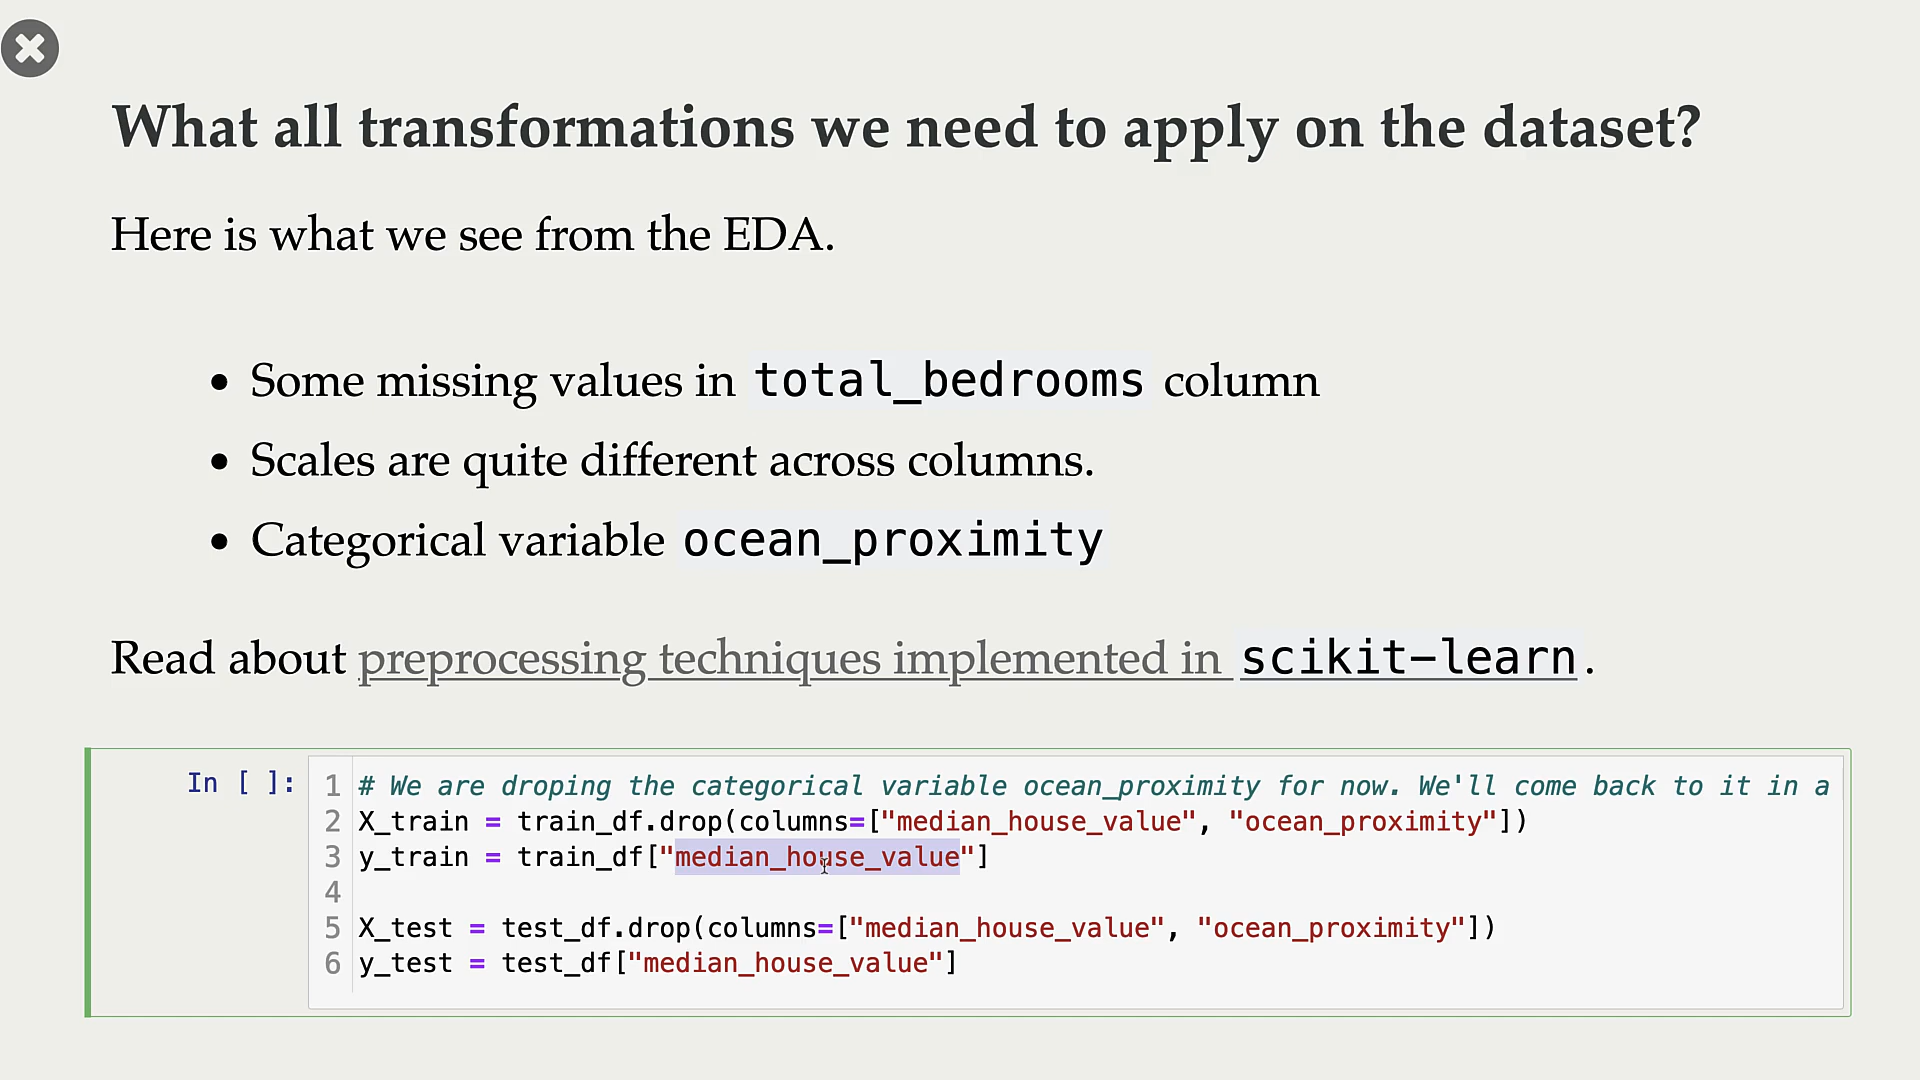 What all transformations we need to apply on the dataset?
Here is what we see from the EDA.
• Some missing values in total_bedrooms column
• Scales are quite different across columns.
• Categorical variable ocean_proximity
Read about preprocessing techniques implemented in scikit-learn.
In [ ]:
1 # We are droping the categorical variable ocean_proximity for now. We'll come back to it in a
2 X_train = train_df.drop(columns=["median_house_value", "ocean_proximity"])
3 y_train = train_df["median_house_value"]
4
5 X_test = test_df.drop(columns=["median_house_value", "ocean_proximity"])
6 y_test = test_df["median_house_value"]